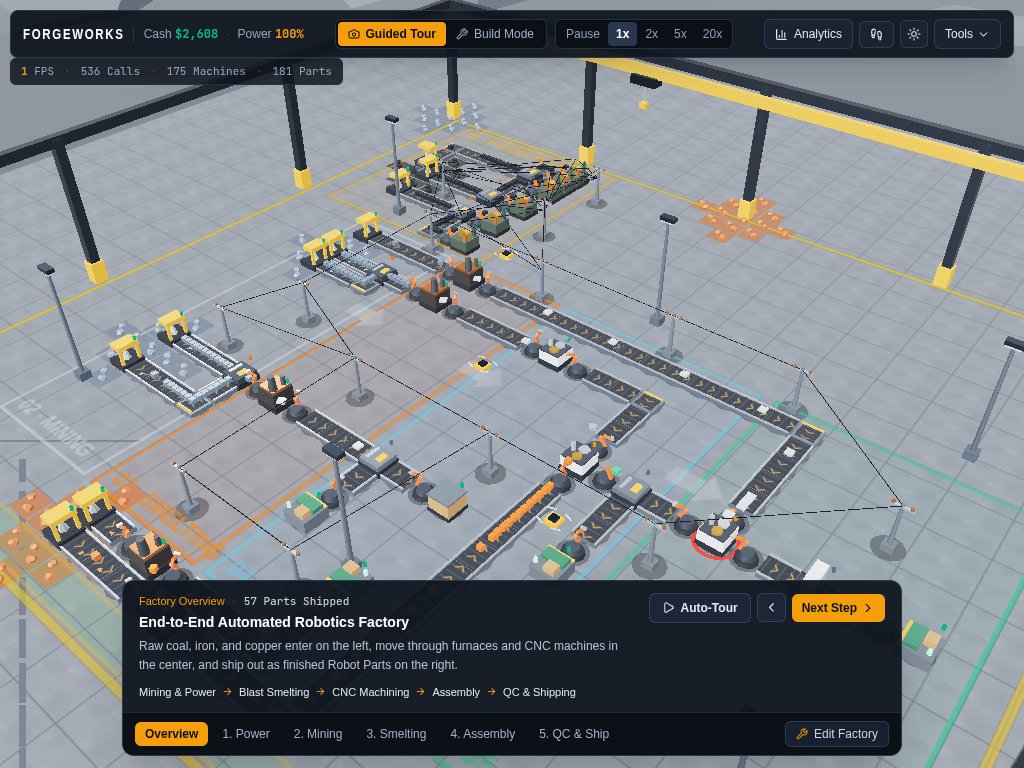 FORGEWORKS Cash $2,608 · Power 100% Guided Tour Build Mode Pause 1x 2x 5x 20x Analytics Tools
1 FPS · 536 Calls · 175 Machines · 181 Parts
02 - MINING
Factory Overview · 57 Parts Shipped
End-to-End Automated Robotics Factory
Auto-Tour Next Step
Raw coal, iron, and copper enter on the left, move through furnaces and CNC machines in
the center, and ship out as finished Robot Parts on the right.
Mining & Power → Blast Smelting → CNC Machining → Assembly → QC & Shipping
Overview 1. Power 2. Mining 3. Smelting 4. Assembly 5. QC & Ship Edit Factory